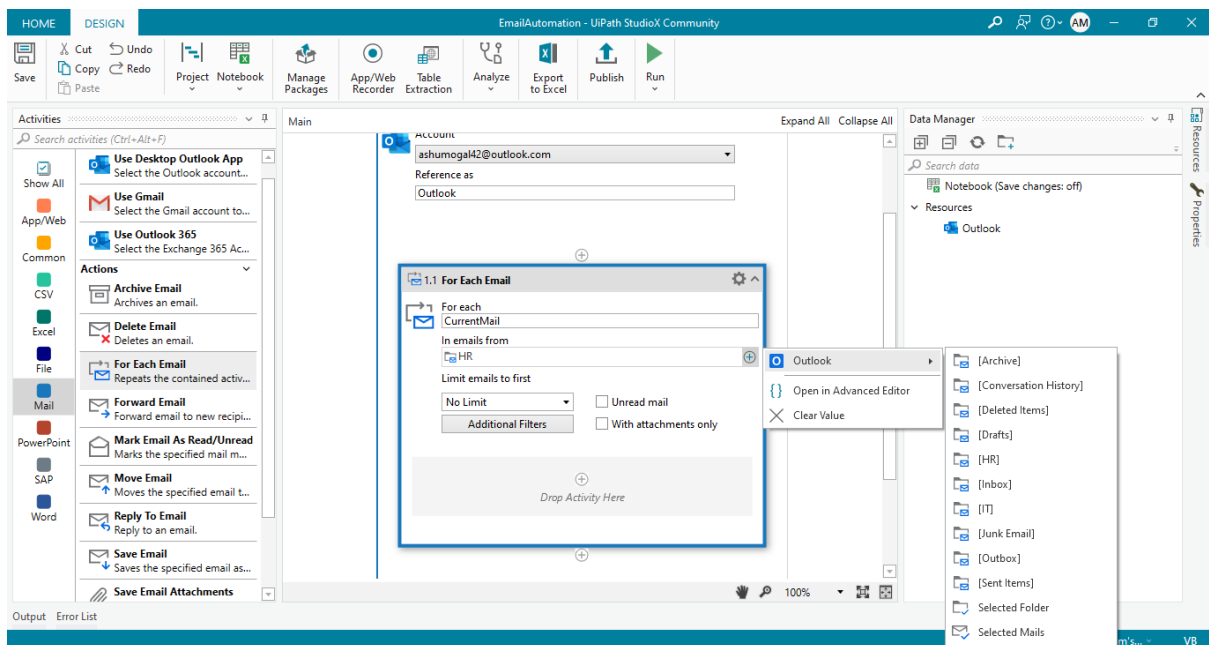 HOME
DESIGN
EmailAutomation - UiPath StudioX Community
AM
Save
Cut
Copy
Paste
Undo
Redo
Project
Notebook
Manage
Packages
App/Web
Recorder
Table
Extraction
Analyze
Export
to Excel
Publish
Run
Activities
Search activities (Ctrl+Alt+F)
Show All
App/Web
Common
CSV
Excel
File
Mail
PowerPoint
SAP
Word
Use Desktop Outlook App
Select the Outlook account...
Use Gmail
Select the Gmail account to...
Use Outlook 365
Select the Exchange 365 Ac...
Actions
Archive Email
Archives an email.
Delete Email
Deletes an email.
For Each Email
Repeats the contained activ...
Forward Email
Forward email to new recipi...
Mark Email As Read/Unread
Marks the specified mail m...
Move Email
Moves the specified email t...
Reply To Email
Reply to an email.
Save Email
Saves the specified email as...
Save Email Attachments
Main
Expand All Collapse All
Account
ashumogal42@outlook.com
Reference as
Outlook
1.1 For Each Email
For each
CurrentMail
In emails from
HR
Limit emails to first
No Limit
Unread mail
Additional Filters
With attachments only
Drop Activity Here
100%
Outlook
Open in Advanced Editor
Clear Value
[Archive]
[Conversation History]
[Deleted Items]
[Drafts]
[HR]
[Inbox]
[IT]
[Junk Email]
[Outbox]
[Sent Items]
Selected Folder
Selected Mails
Data Manager
Search data
Notebook (Save changes: off)
Resources
Outlook
Resources
Properties
Output Error List
m's...
VB